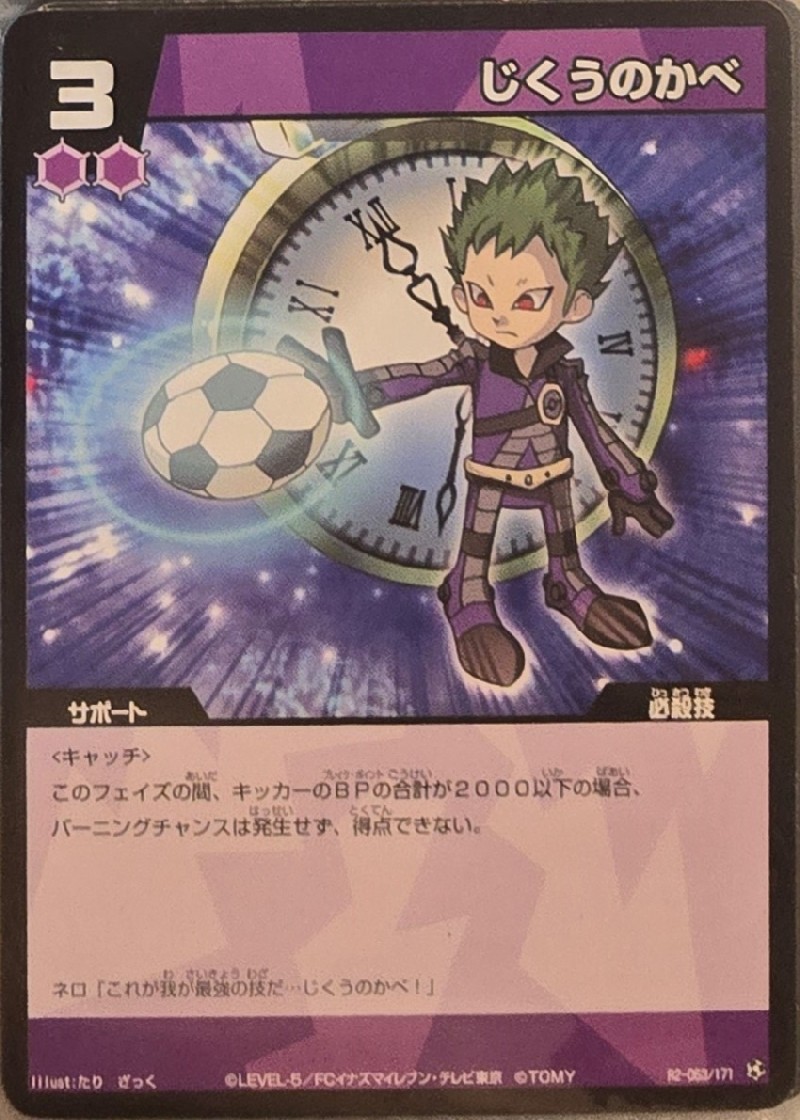 3
じくうのかべ
XII
XI
IV
サポート
必殺技
<キャッチ>
このフェイズの間、キッカーのBPの合計が2000以下の場合、
バーニングチャンスは発生せず、得点できない。
ネロ「これが我が最強の技だ…じくうのかべ！」
Illust:たり ざっく
©LEVEL-5/FCイナズマイレブン・テレビ東京 ©TOMY
R2-063/171